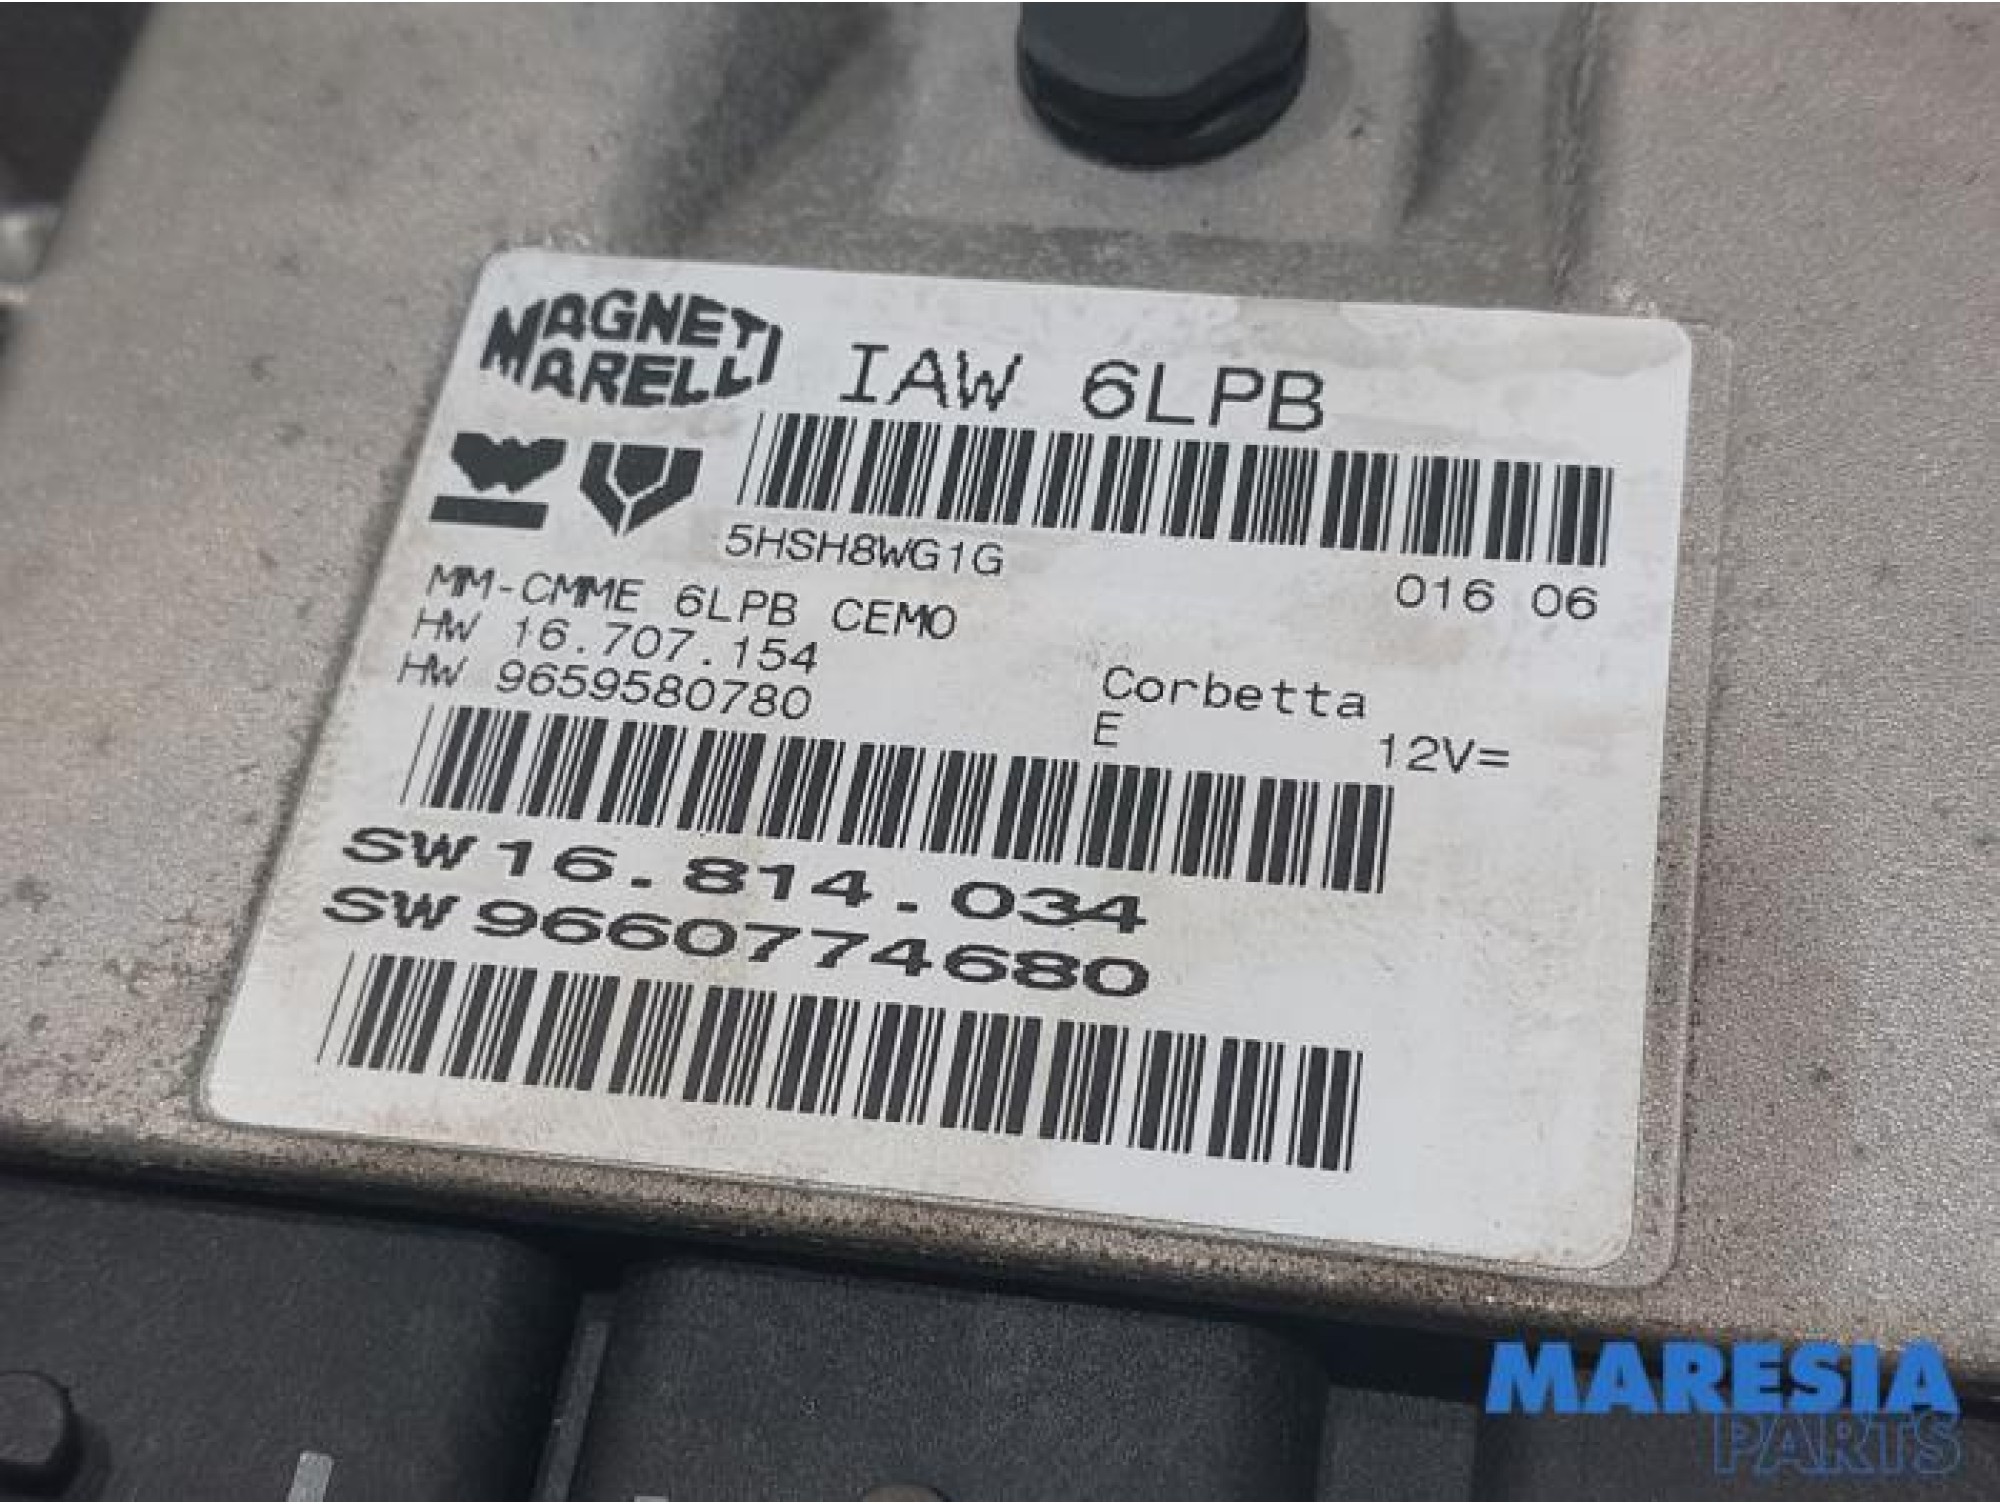 MAGNETI
MARELLI
IAW 6LPB
5HSH8WG1G
016 06
MM-CMME 6LPB CEMO
HW 16.707.154
HW 9659580780
Corbetta
E 12V=
SW 16.814.034
SW 9660774680
MARESIA
PARTS